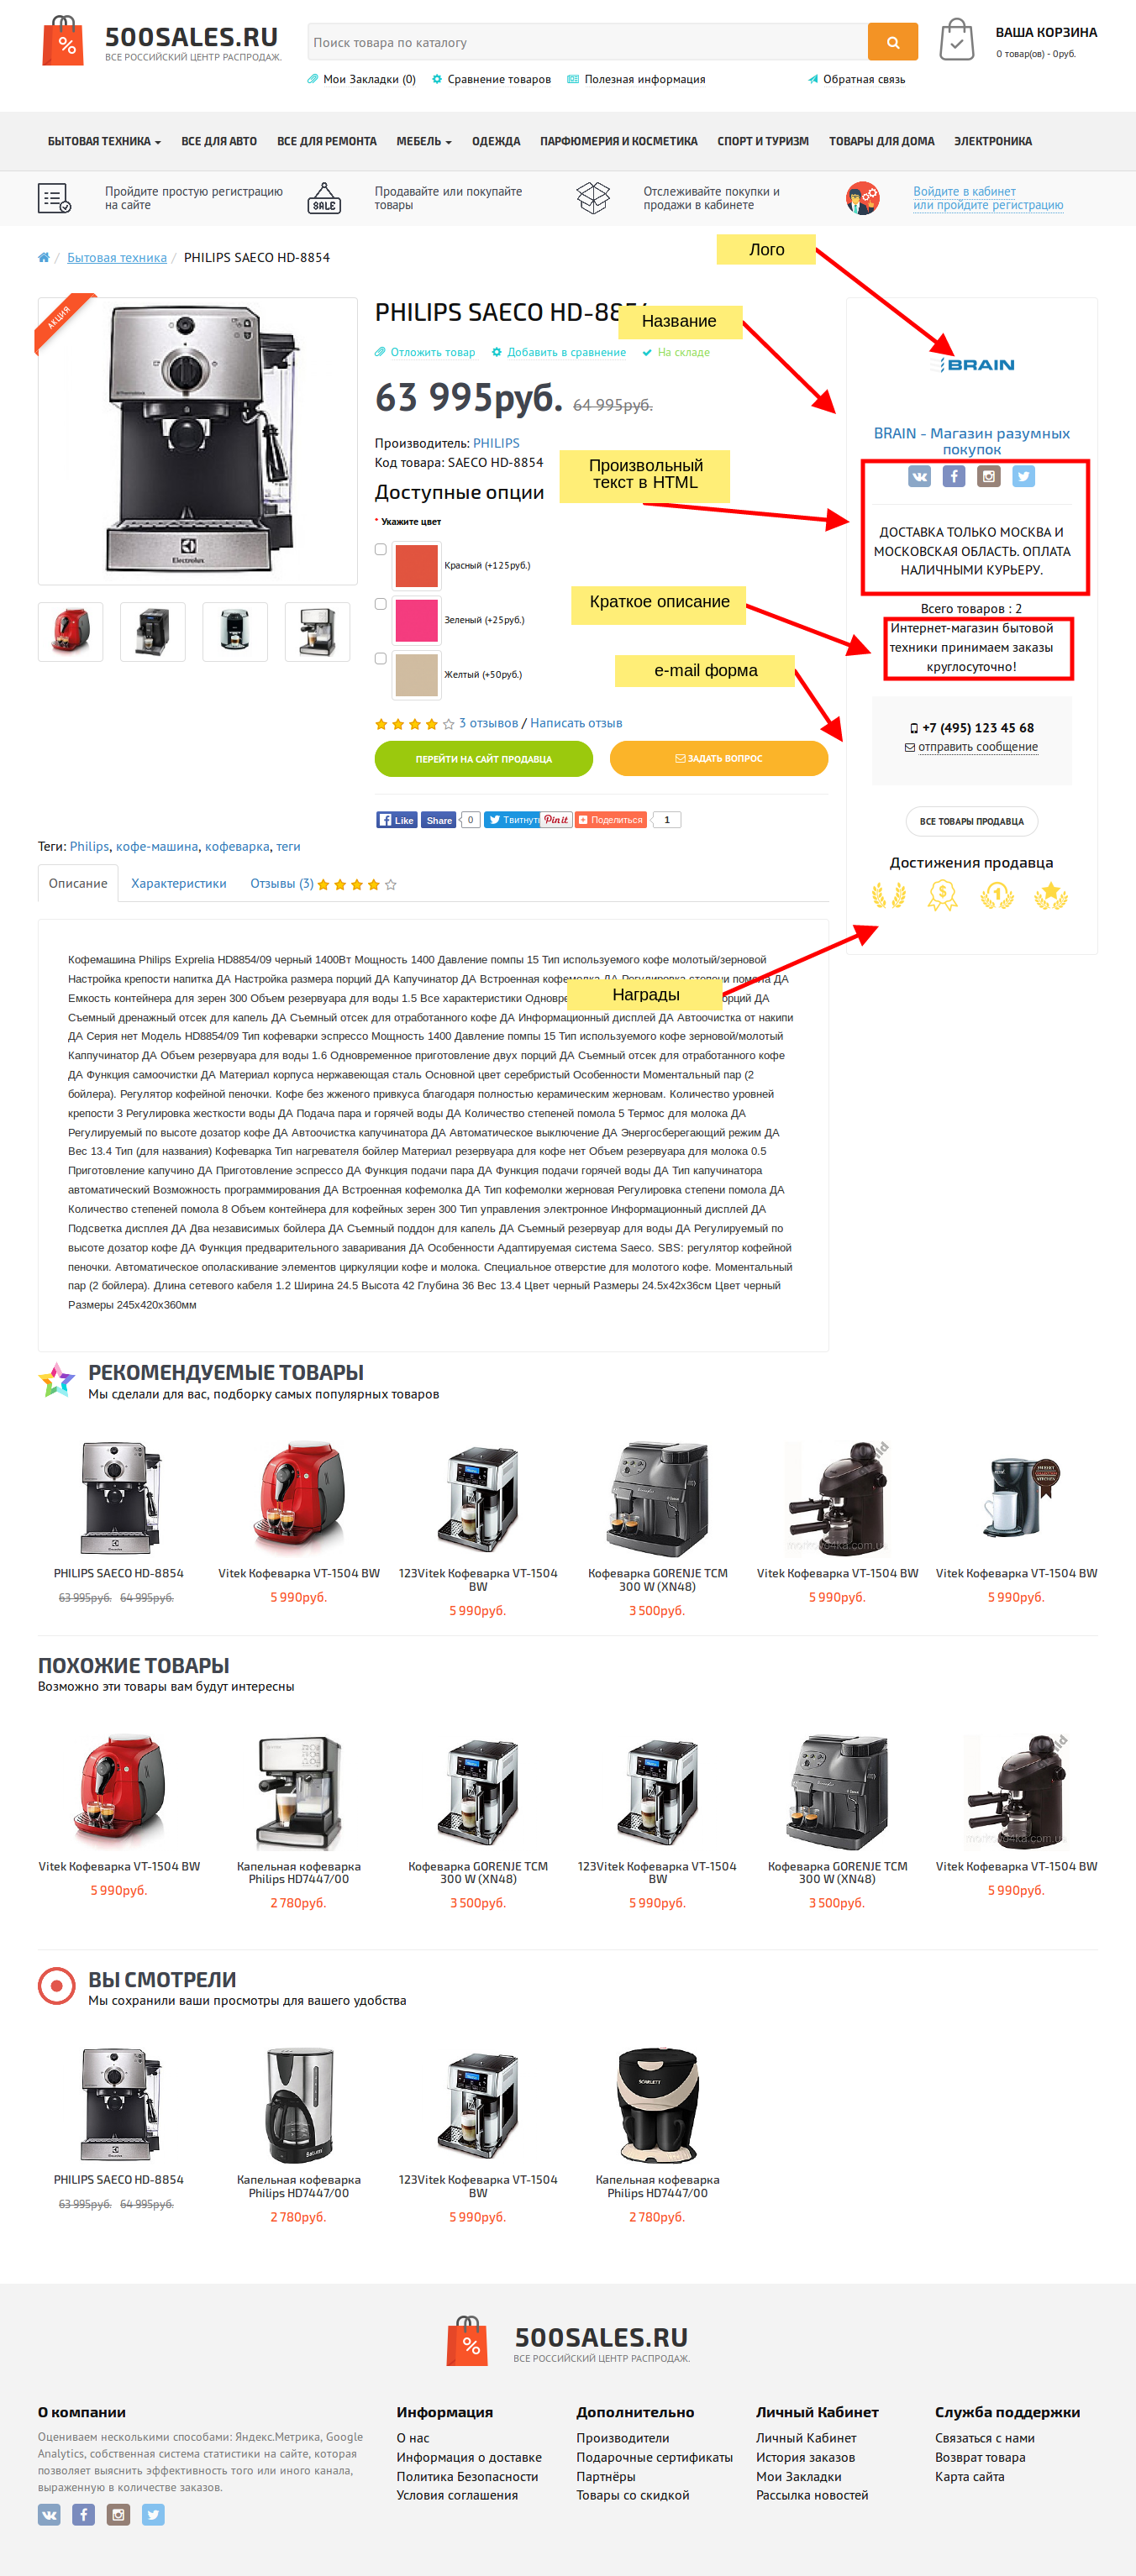 500SALES.RU
ВСЕ РОССИЙСКИЙ ЦЕНТР РАСПРОДАЖ.
Поиск товара по каталогу
ВАША КОРЗИНА
0 товар(ов) - 0руб.
Мои Закладки (0) Сравнение товаров Полезная информация Обратная связь
БЫТОВАЯ ТЕХНИКА ВСЕ ДЛЯ АВТО ВСЕ ДЛЯ РЕМОНТА МЕБЕЛЬ ОДЕЖДА ПАРФЮМЕРИЯ И КОСМЕТИКА СПОРТ И ТУРИЗМ ТОВАРЫ ДЛЯ ДОМА ЭЛЕКТРОНИКА
Пройдите простую регистрацию
на сайте
SALE
Продавайте или покупайте
товары
Отслеживайте покупки и
продажи в кабинете
Войдите в кабинет
или пройдите регистрацию
/ Бытовая техника / PHILIPS SAECO HD-8854
Лого
АКЦИЯ
Electrolux
PHILIPS SAECO HD-885
Название
Отложить товар Добавить в сравнение На складе
63 995руб. 64 995руб.
Производитель: PHILIPS
Код товара: SAECO HD-8854
Произвольный
текст в HTML
Доступные опции
* Укажите цвет
Красный (+125руб.)
Зеленый (+25руб.)
Желтый (+50руб.)
Краткое описание
e-mail форма
3 отзывов / Написать отзыв
ПЕРЕЙТИ НА САЙТ ПРОДАВЦА
ЗАДАТЬ ВОПРОС
Like Share 0 Твитнуть Pin it Поделиться 1
BRAIN
BRAIN - Магазин разумных
покупок
ДОСТАВКА ТОЛЬКО МОСКВА И
МОСКОВСКАЯ ОБЛАСТЬ. ОПЛАТА
НАЛИЧНЫМИ КУРЬЕРУ.
Всего товаров : 2
Интернет-магазин бытовой
техники принимаем заказы
круглосуточно!
+7 (495) 123 45 68
отправить сообщение
ВСЕ ТОВАРЫ ПРОДАВЦА
Достижения продавца
Теги: Philips, кофе-машина, кофеварка, теги
Описание Характеристики Отзывы (3)
Кофемашина Philips Exprelia HD8854/09 черный 1400Вт Мощность 1400 Давление помпы 15 Тип используемого кофе молотый/зерновой
Настройка крепости напитка ДА Настройка размера порций ДА Капучинатор ДА Встроенная кофемолка ДА Регулировка степени помола ДА
Емкость контейнера для зерен 300 Объем резервуара для воды 1.5 Все характеристики Одновре орций ДА
Награды
Съемный дренажный отсек для капель ДА Съемный отсек для отработанного кофе ДА Информационный дисплей ДА Автоочистка от накипи
ДА Серия нет Модель HD8854/09 Тип кофеварки эспрессо Мощность 1400 Давление помпы 15 Тип используемого кофе зерновой/молотый
Каппучинатор ДА Объем резервуара для воды 1.6 Одновременное приготовление двух порций ДА Съемный отсек для отработанного кофе
ДА Функция самоочистки ДА Материал корпуса нержавеющая сталь Основной цвет серебристый Особенности Моментальный пар (2
бойлера). Регулятор кофейной пеночки. Кофе без жженого привкуса благодаря полностью керамическим жерновам. Количество уровней
крепости 3 Регулировка жесткости воды ДА Подача пара и горячей воды ДА Количество степеней помола 5 Термос для молока ДА
Регулируемый по высоте дозатор кофе ДА Автоочистка капучинатора ДА Автоматическое выключение ДА Энергосберегающий режим ДА
Вес 13.4 Тип (для названия) Кофеварка Тип нагревателя бойлер Материал резервуара для кофе нет Объем резервуара для молока 0.5
Приготовление капучино ДА Приготовление эспрессо ДА Функция подачи пара ДА Функция подачи горячей воды ДА Тип капучинатора
автоматический Возможность программирования ДА Встроенная кофемолка ДА Тип кофемолки жерновая Регулировка степени помола ДА
Количество степеней помола 8 Объем контейнера для кофейных зерен 300 Тип управления электронное Информационный дисплей ДА
Подсветка дисплея ДА Два независимых бойлера ДА Съемный поддон для капель ДА Съемный резервуар для воды ДА Регулируемый по
высоте дозатор кофе ДА Функция предварительного заваривания ДА Особенности Адаптируемая система Saeco. SBS: регулятор кофейной
пеночки. Автоматическое ополаскивание элементов циркуляции кофе и молока. Специальное отверстие для молотого кофе. Моментальный
пар (2 бойлера). Длина сетевого кабеля 1.2 Ширина 24.5 Высота 42 Глубина 36 Вес 13.4 Цвет черный Размеры 24.5x42x36см Цвет черный
Размеры 245x420x360мм
РЕКОМЕНДУЕМЫЕ ТОВАРЫ
Мы сделали для вас, подборку самых популярных товаров
PHILIPS SAECO HD-8854
63 995руб. 64 995руб.
Vitek Кофеварка VT-1504 BW
5 990руб.
123Vitek Кофеварка VT-1504
BW
5 990руб.
Кофеварка GORENJE TCM
300 W (XN48)
3 500руб.
Vitek Кофеварка VT-1504 BW
5 990руб.
Vitek Кофеварка VT-1504 BW
5 990руб.
ПОХОЖИЕ ТОВАРЫ
Возможно эти товары вам будут интересны
Vitek Кофеварка VT-1504 BW
5 990руб.
Капельная кофеварка
Philips HD7447/00
2 780руб.
Кофеварка GORENJE TCM
300 W (XN48)
3 500руб.
123Vitek Кофеварка VT-1504
BW
5 990руб.
Кофеварка GORENJE TCM
300 W (XN48)
3 500руб.
Vitek Кофеварка VT-1504 BW
5 990руб.
ВЫ СМОТРЕЛИ
Мы сохранили ваши просмотры для вашего удобства
SCARLETT
PHILIPS SAECO HD-8854
63 995руб. 64 995руб.
Капельная кофеварка
Philips HD7447/00
2 780руб.
123Vitek Кофеварка VT-1504
BW
5 990руб.
Капельная кофеварка
Philips HD7447/00
2 780руб.
500SALES.RU
ВСЕ РОССИЙСКИЙ ЦЕНТР РАСПРОДАЖ.
О компании
Оцениваем несколькими способами: Яндекс.Метрика, Google
Analytics, собственная система статистики на сайте, которая
позволяет выяснить эффективность того или иного канала,
выраженную в количестве заказов.
Информация
О нас
Информация о доставке
Политика Безопасности
Условия соглашения
Дополнительно
Производители
Подарочные сертификаты
Партнёры
Товары со скидкой
Личный Кабинет
Личный Кабинет
История заказов
Мои Закладки
Рассылка новостей
Служба поддержки
Связаться с нами
Возврат товара
Карта сайта